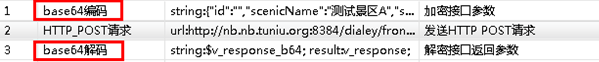 1 base64编码 string:{"id":"","scenicName":"测试景区A","s... 加密接口参数
2 HTTP_POST请求 url:http://nb.nb.tuniu.org:8384/dialey/fron... 发送HTTP POST请求
3 base64解码 string:$v_response_b64; result:v_response; 解密接口返回参数